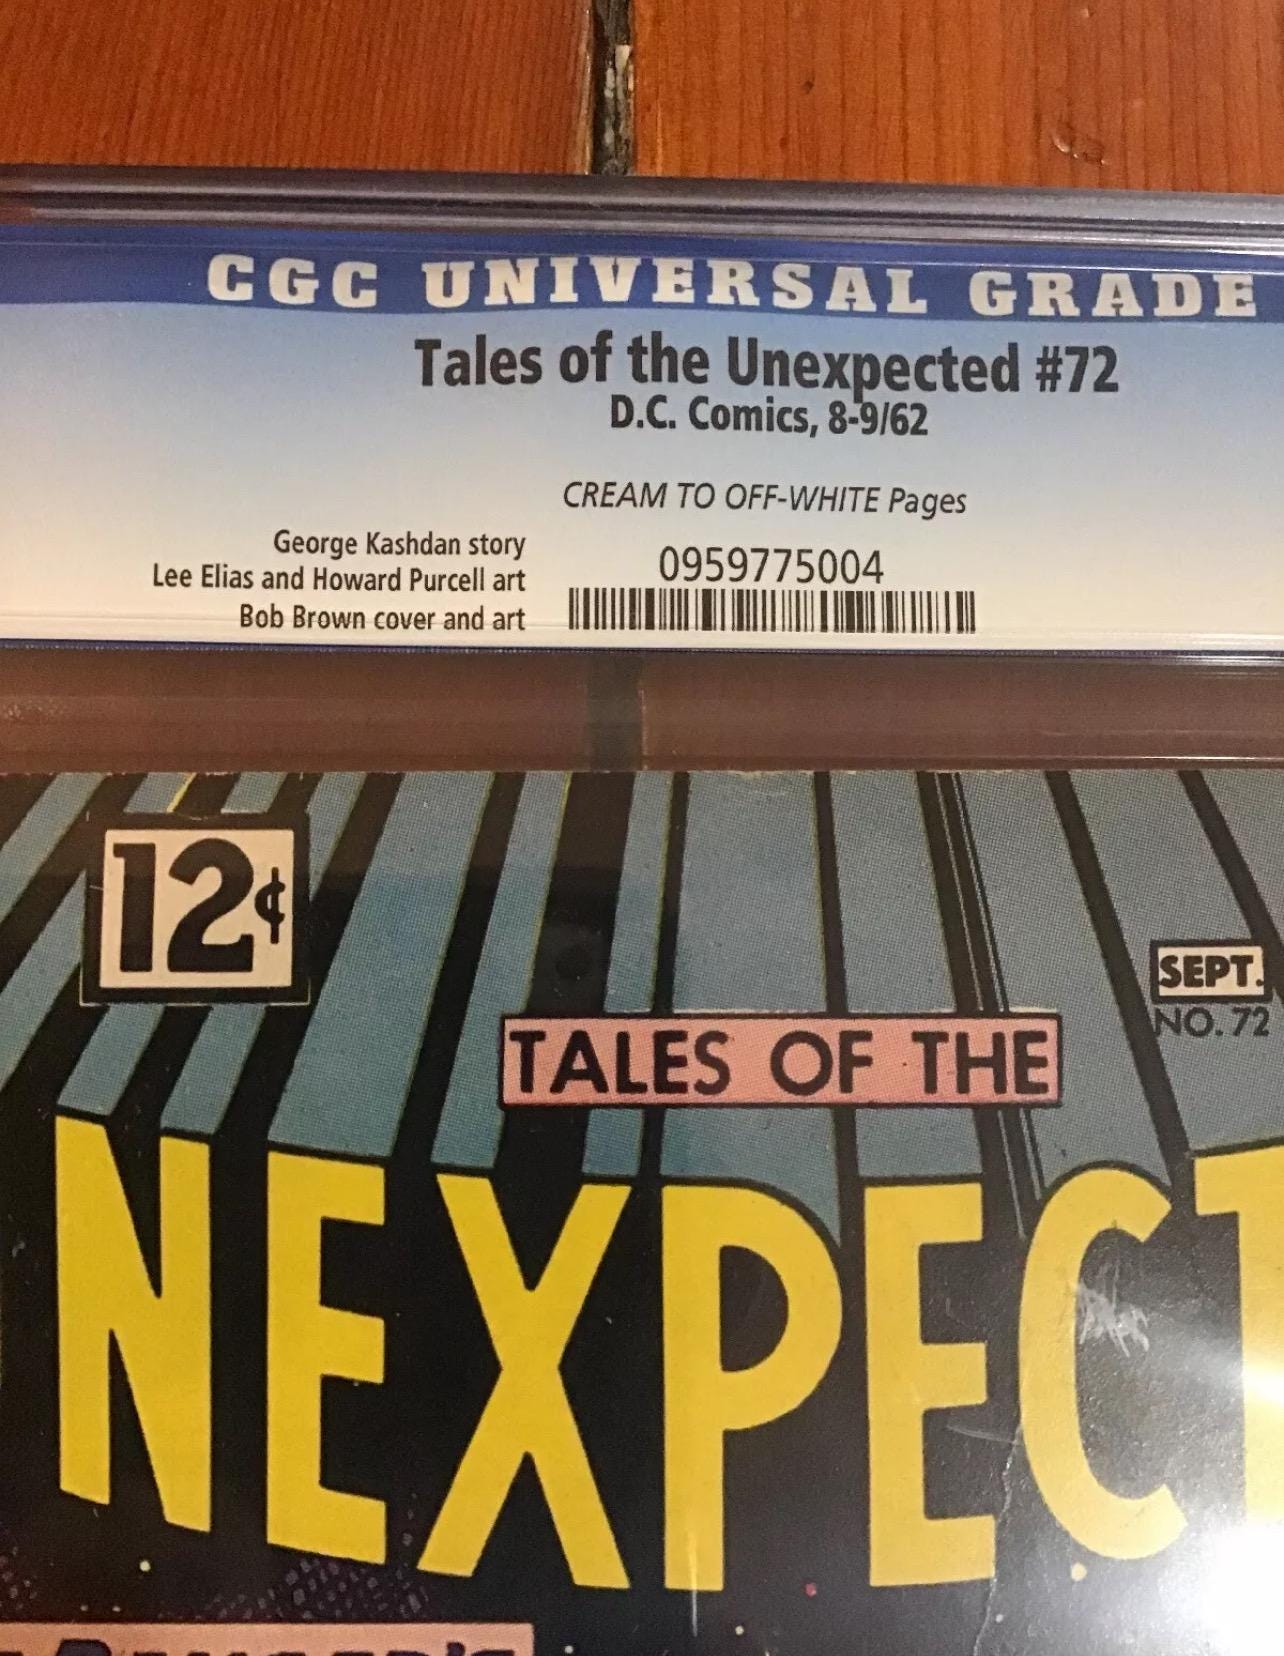 CGC UNIVERSAL GRADE
Tales of the Unexpected #72
D.C. Comics, 8-9/62
CREAM TO OFF-WHITE Pages
George Kashdan story
Lee Elias and Howard Purcell art
Bob Brown cover and art
0959775004
12¢
SEPT.
NO. 72
TALES OF THE
NEXPECT